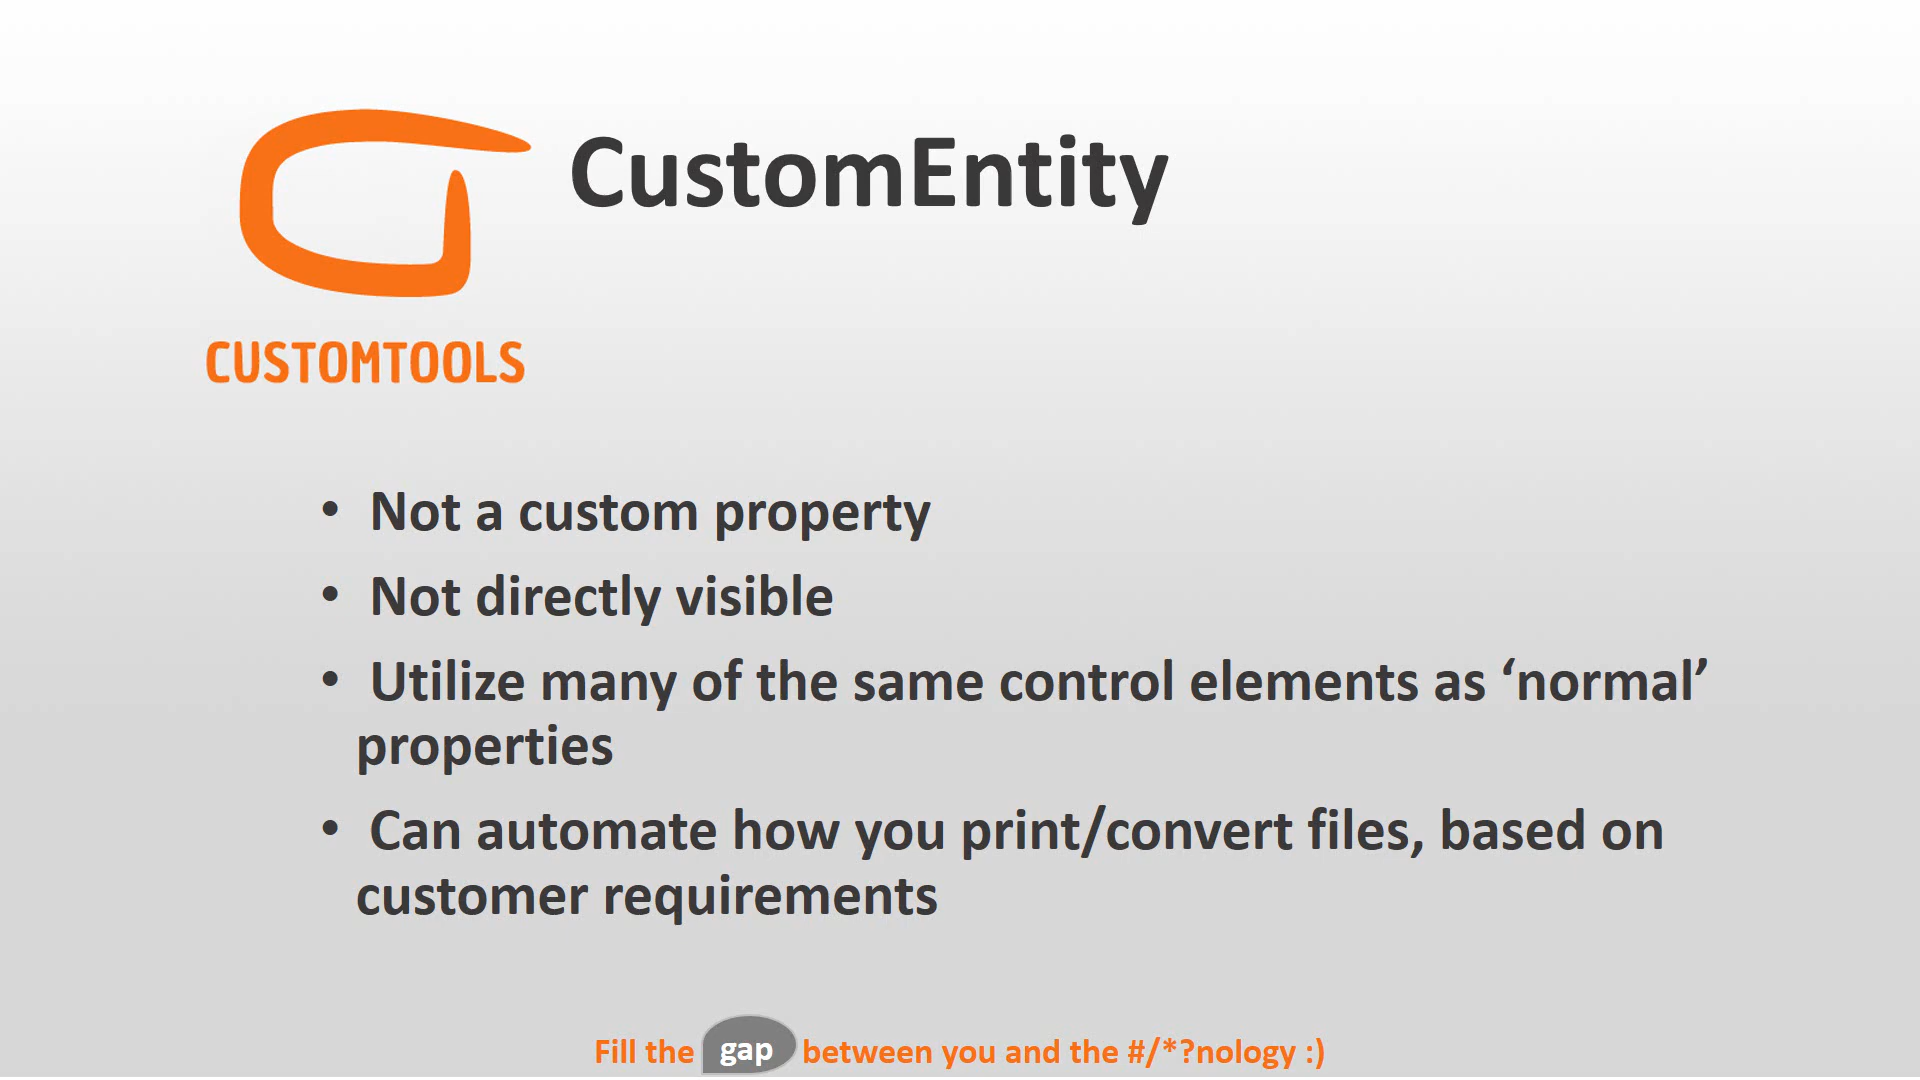 CustomEntity
CUSTOMTOOLS
• Not a custom property
• Not directly visible
• Utilize many of the same control elements as ‘normal’
properties
• Can automate how you print/convert files, based on
customer requirements
Fill the gap between you and the #/*?nology :)